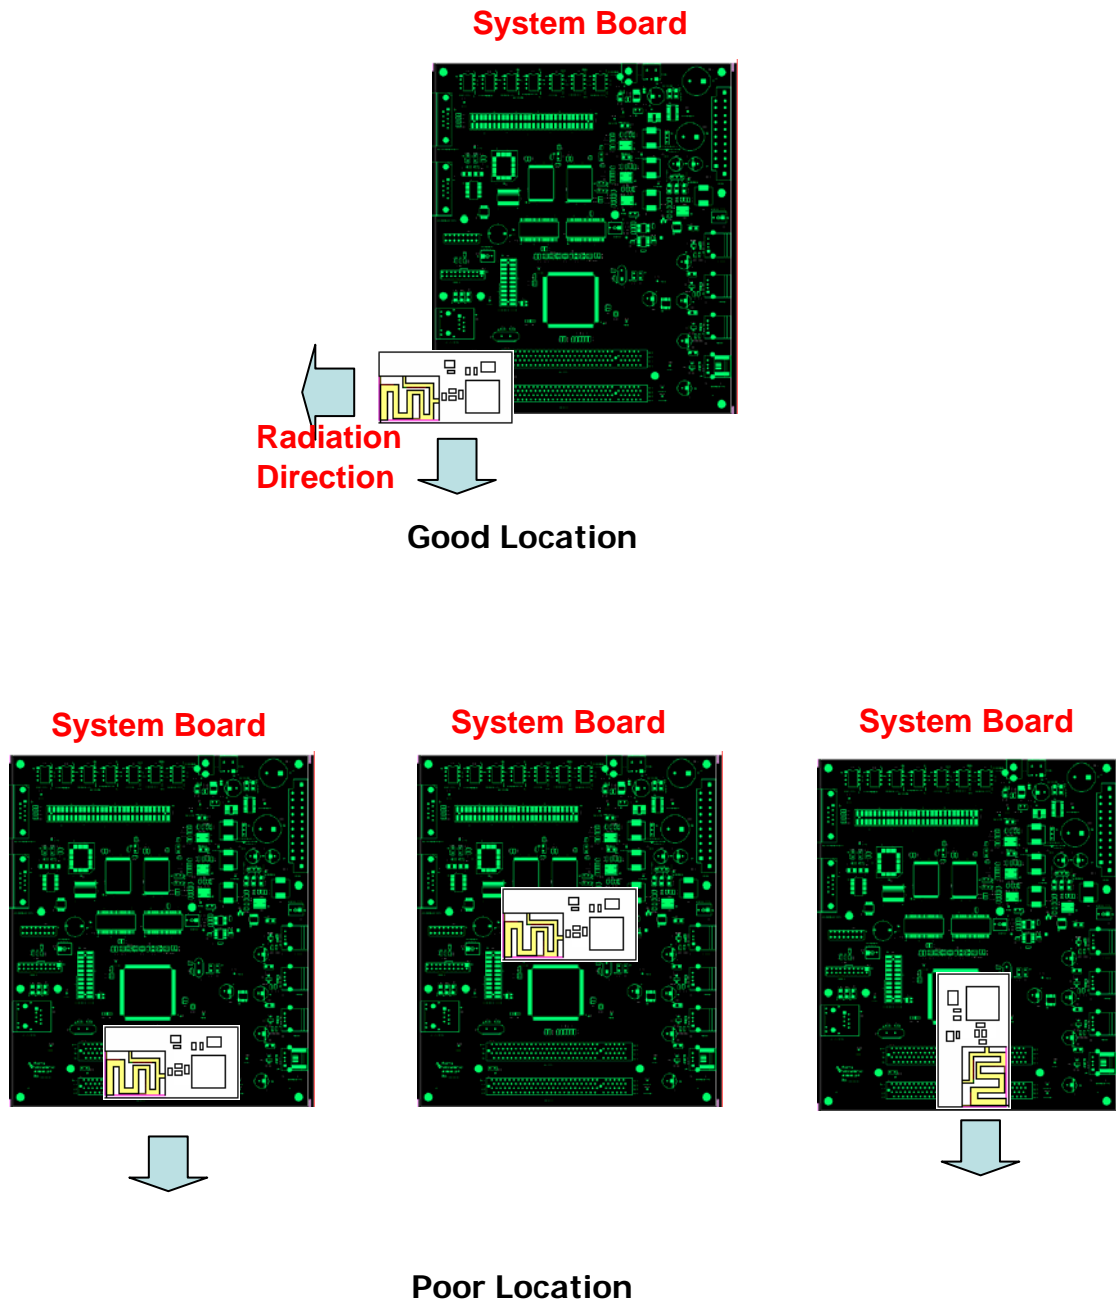 System Board
Radiation
Direction
Good Location
System Board
System Board
System Board
Poor Location